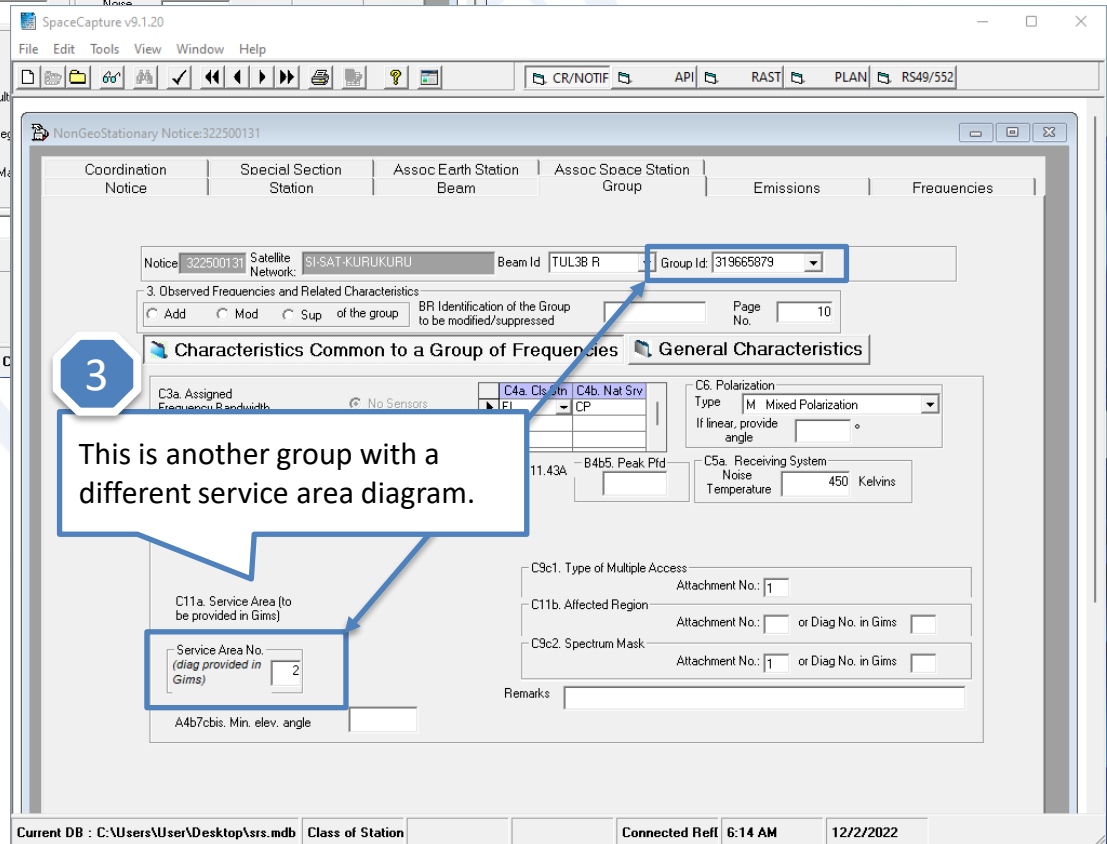 Noise
SpaceCapture v9.1.20
File Edit Tools View Window Help
CR/NOTIF API RAST PLAN RS49/552
NonGeoStationary Notice:322500131
Coordination Special Section Assoc Earth Station Assoc Space Station
Notice Station Beam Group Emissions Frequencies
Notice 322500131 Satellite Network: SI-SAT-KURUKURU Beam Id TUL3B R Group Id: 319665879
3. Observed Frequencies and Related Characteristics
Add Mod Sup of the group BR Identification of the Group to be modified/suppressed Page No. 10
Characteristics Common to a Group of Frequencies General Characteristics
3
C3a. Assigned
Frequency Bandwidth
No Sensors
C4a. Cls Stn C4b. Nat Srv
CP
C6. Polarization
Type M Mixed Polarization
If linear, provide
angle °
This is another group with a
different service area diagram.
11.43A
B4b5. Peak Pfd
C5a. Receiving System
Noise
Temperature 450 Kelvins
C9c1. Type of Multiple Access
Attachment No.: 1
C11a. Service Area (to
be provided in Gims)
C11b. Affected Region
Attachment No.: or Diag No. in Gims
Service Area No.
(diag provided in
Gims) 2
C9c2. Spectrum Mask
Attachment No.: 1 or Diag No. in Gims
Remarks
A4b7cbis. Min. elev. angle
Current DB : C:\Users\User\Desktop\srs.mdb Class of Station Connected Ref 6:14 AM 12/2/2022